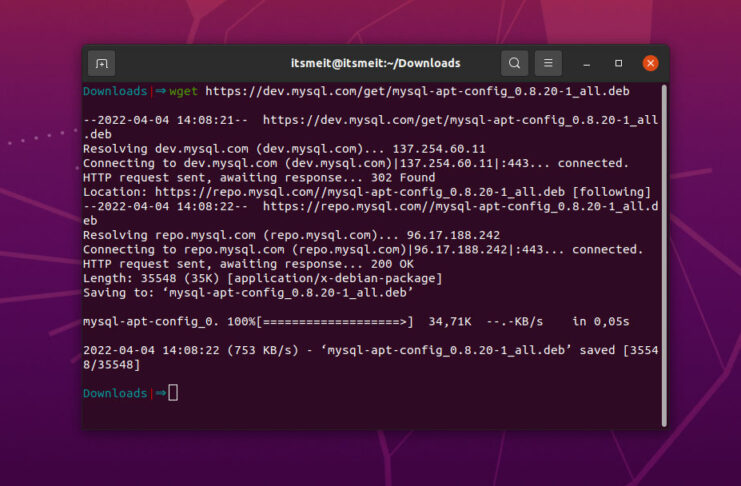 itsmeit@itsmeit:~/Downloads
Downloads|⇒ wget https://dev.mysql.com/get/mysql-apt-config_0.8.20-1_all.deb
--2022-04-04 14:08:21--  https://dev.mysql.com/get/mysql-apt-config_0.8.20-1_all
.deb
Resolving dev.mysql.com (dev.mysql.com)... 137.254.60.11
Connecting to dev.mysql.com (dev.mysql.com)|137.254.60.11|:443... connected.
HTTP request sent, awaiting response... 302 Found
Location: https://repo.mysql.com//mysql-apt-config_0.8.20-1_all.deb [following]
--2022-04-04 14:08:22--  https://repo.mysql.com//mysql-apt-config_0.8.20-1_all.d
eb
Resolving repo.mysql.com (repo.mysql.com)... 96.17.188.242
Connecting to repo.mysql.com (repo.mysql.com)|96.17.188.242|:443... connected.
HTTP request sent, awaiting response... 200 OK
Length: 35548 (35K) [application/x-debian-package]
Saving to: ‘mysql-apt-config_0.8.20-1_all.deb’
mysql-apt-config_0. 100%[===================>]  34,71K  --.-KB/s    in 0,05s
2022-04-04 14:08:22 (753 KB/s) - ‘mysql-apt-config_0.8.20-1_all.deb’ saved [3554
8/35548]
Downloads|⇒